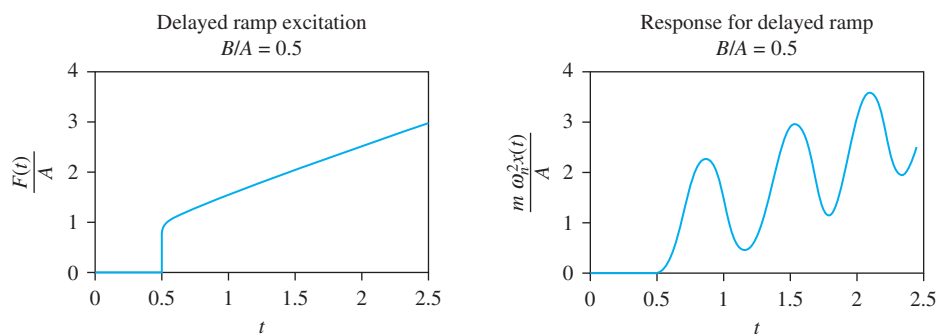 Delayed ramp excitation
B/A = 0.5
4
3
2
1
0
F(t)
A
0
0.5
1
1.5
2
2.5
t
Response for delayed ramp
B/A = 0.5
4
3
2
1
0
m ωₙ²x(t)
A
0
0.5
1
1.5
2
2.5
t